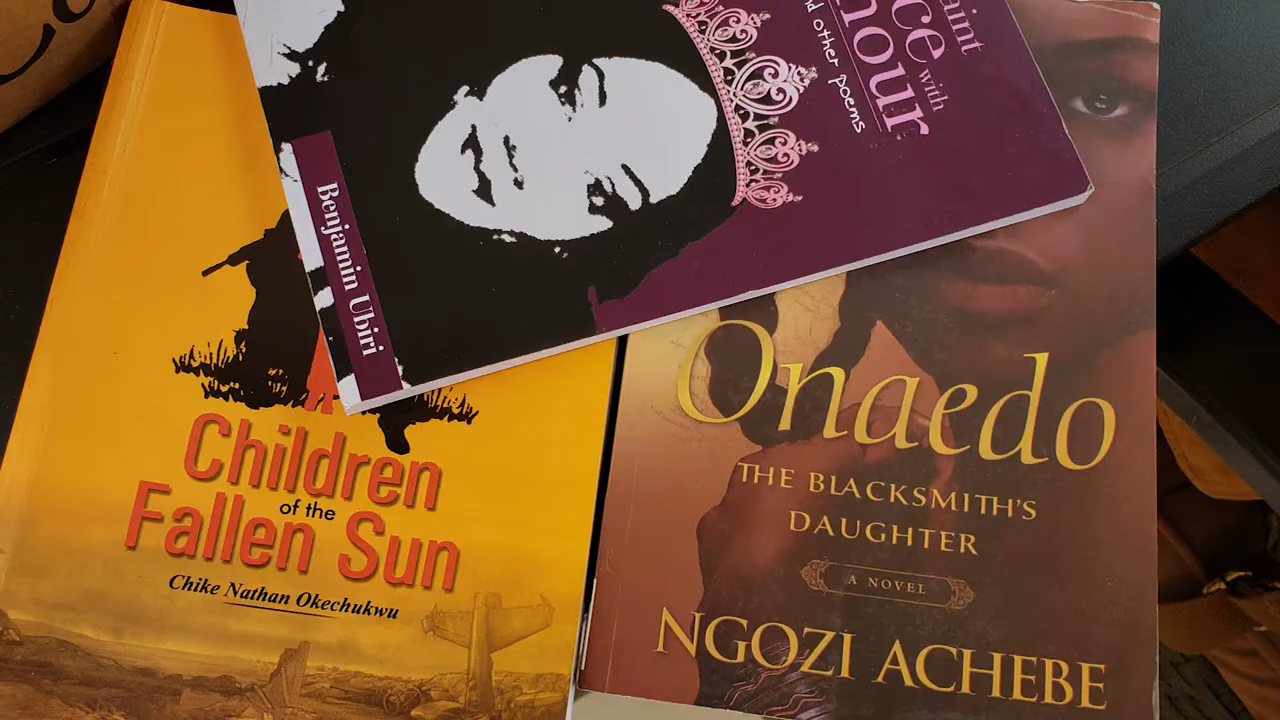 with
and other poems
Benjamin Ubiri
Children
of the
Fallen Sun
Chike Nathan Okechukwu
Onaedo
THE BLACKSMITH'S
DAUGHTER
A NOVEL
NGOZI ACHEBE